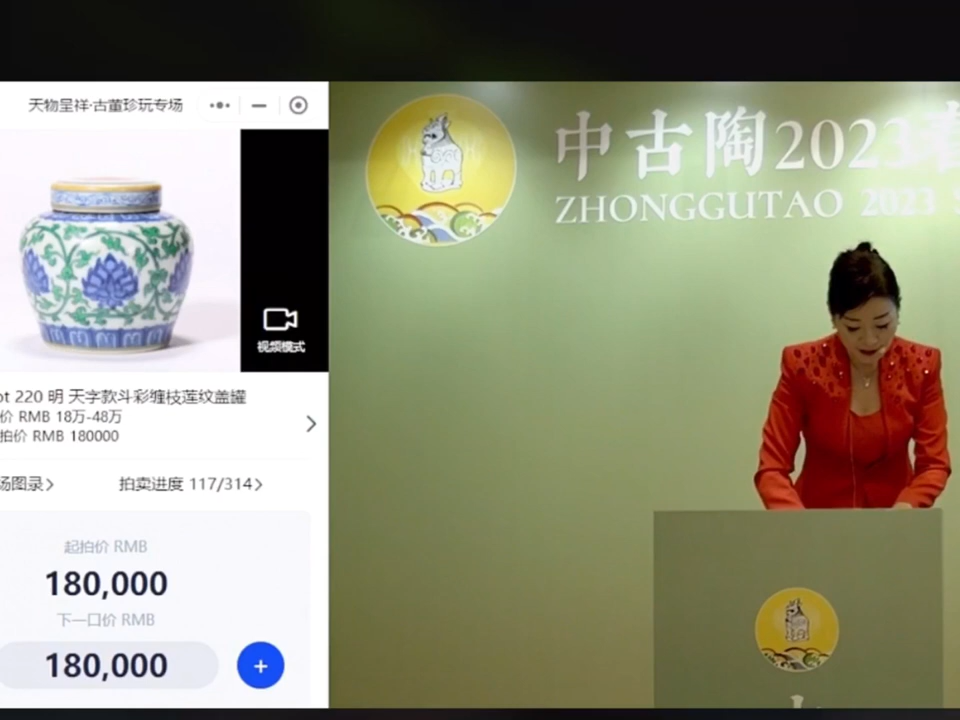 天物呈祥·古董珍玩专场
视频模式
ot 220 明 天字款斗彩缠枝莲纹盖罐
价 RMB 18万-48万
拍价 RMB 180000
场图录
拍卖进度 117/314
起拍价 RMB
180,000
下一口价 RMB
180,000
+
中古陶2023春
ZHONGGUTAO 2023 S